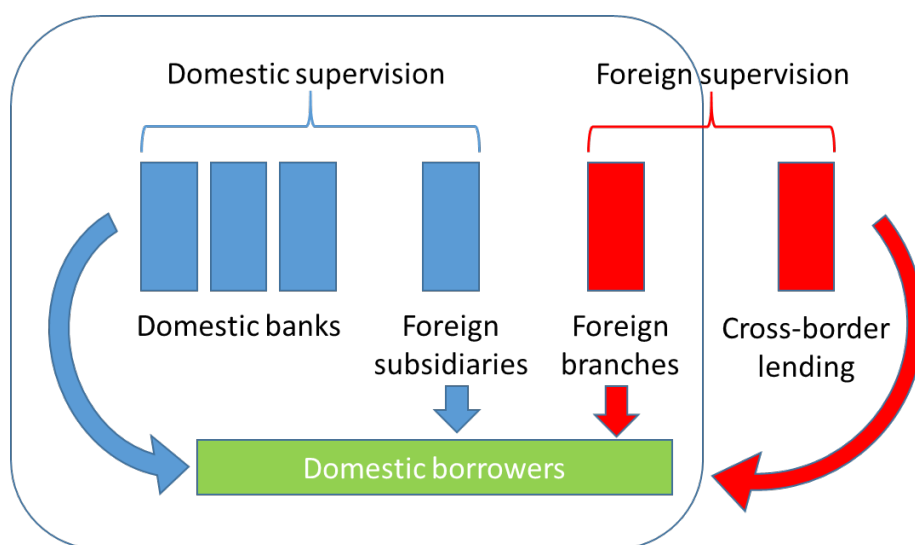 Domestic supervision
Foreign supervision
Domestic banks
Foreign
subsidiaries
Foreign
branches
Cross-border
lending
Domestic borrowers